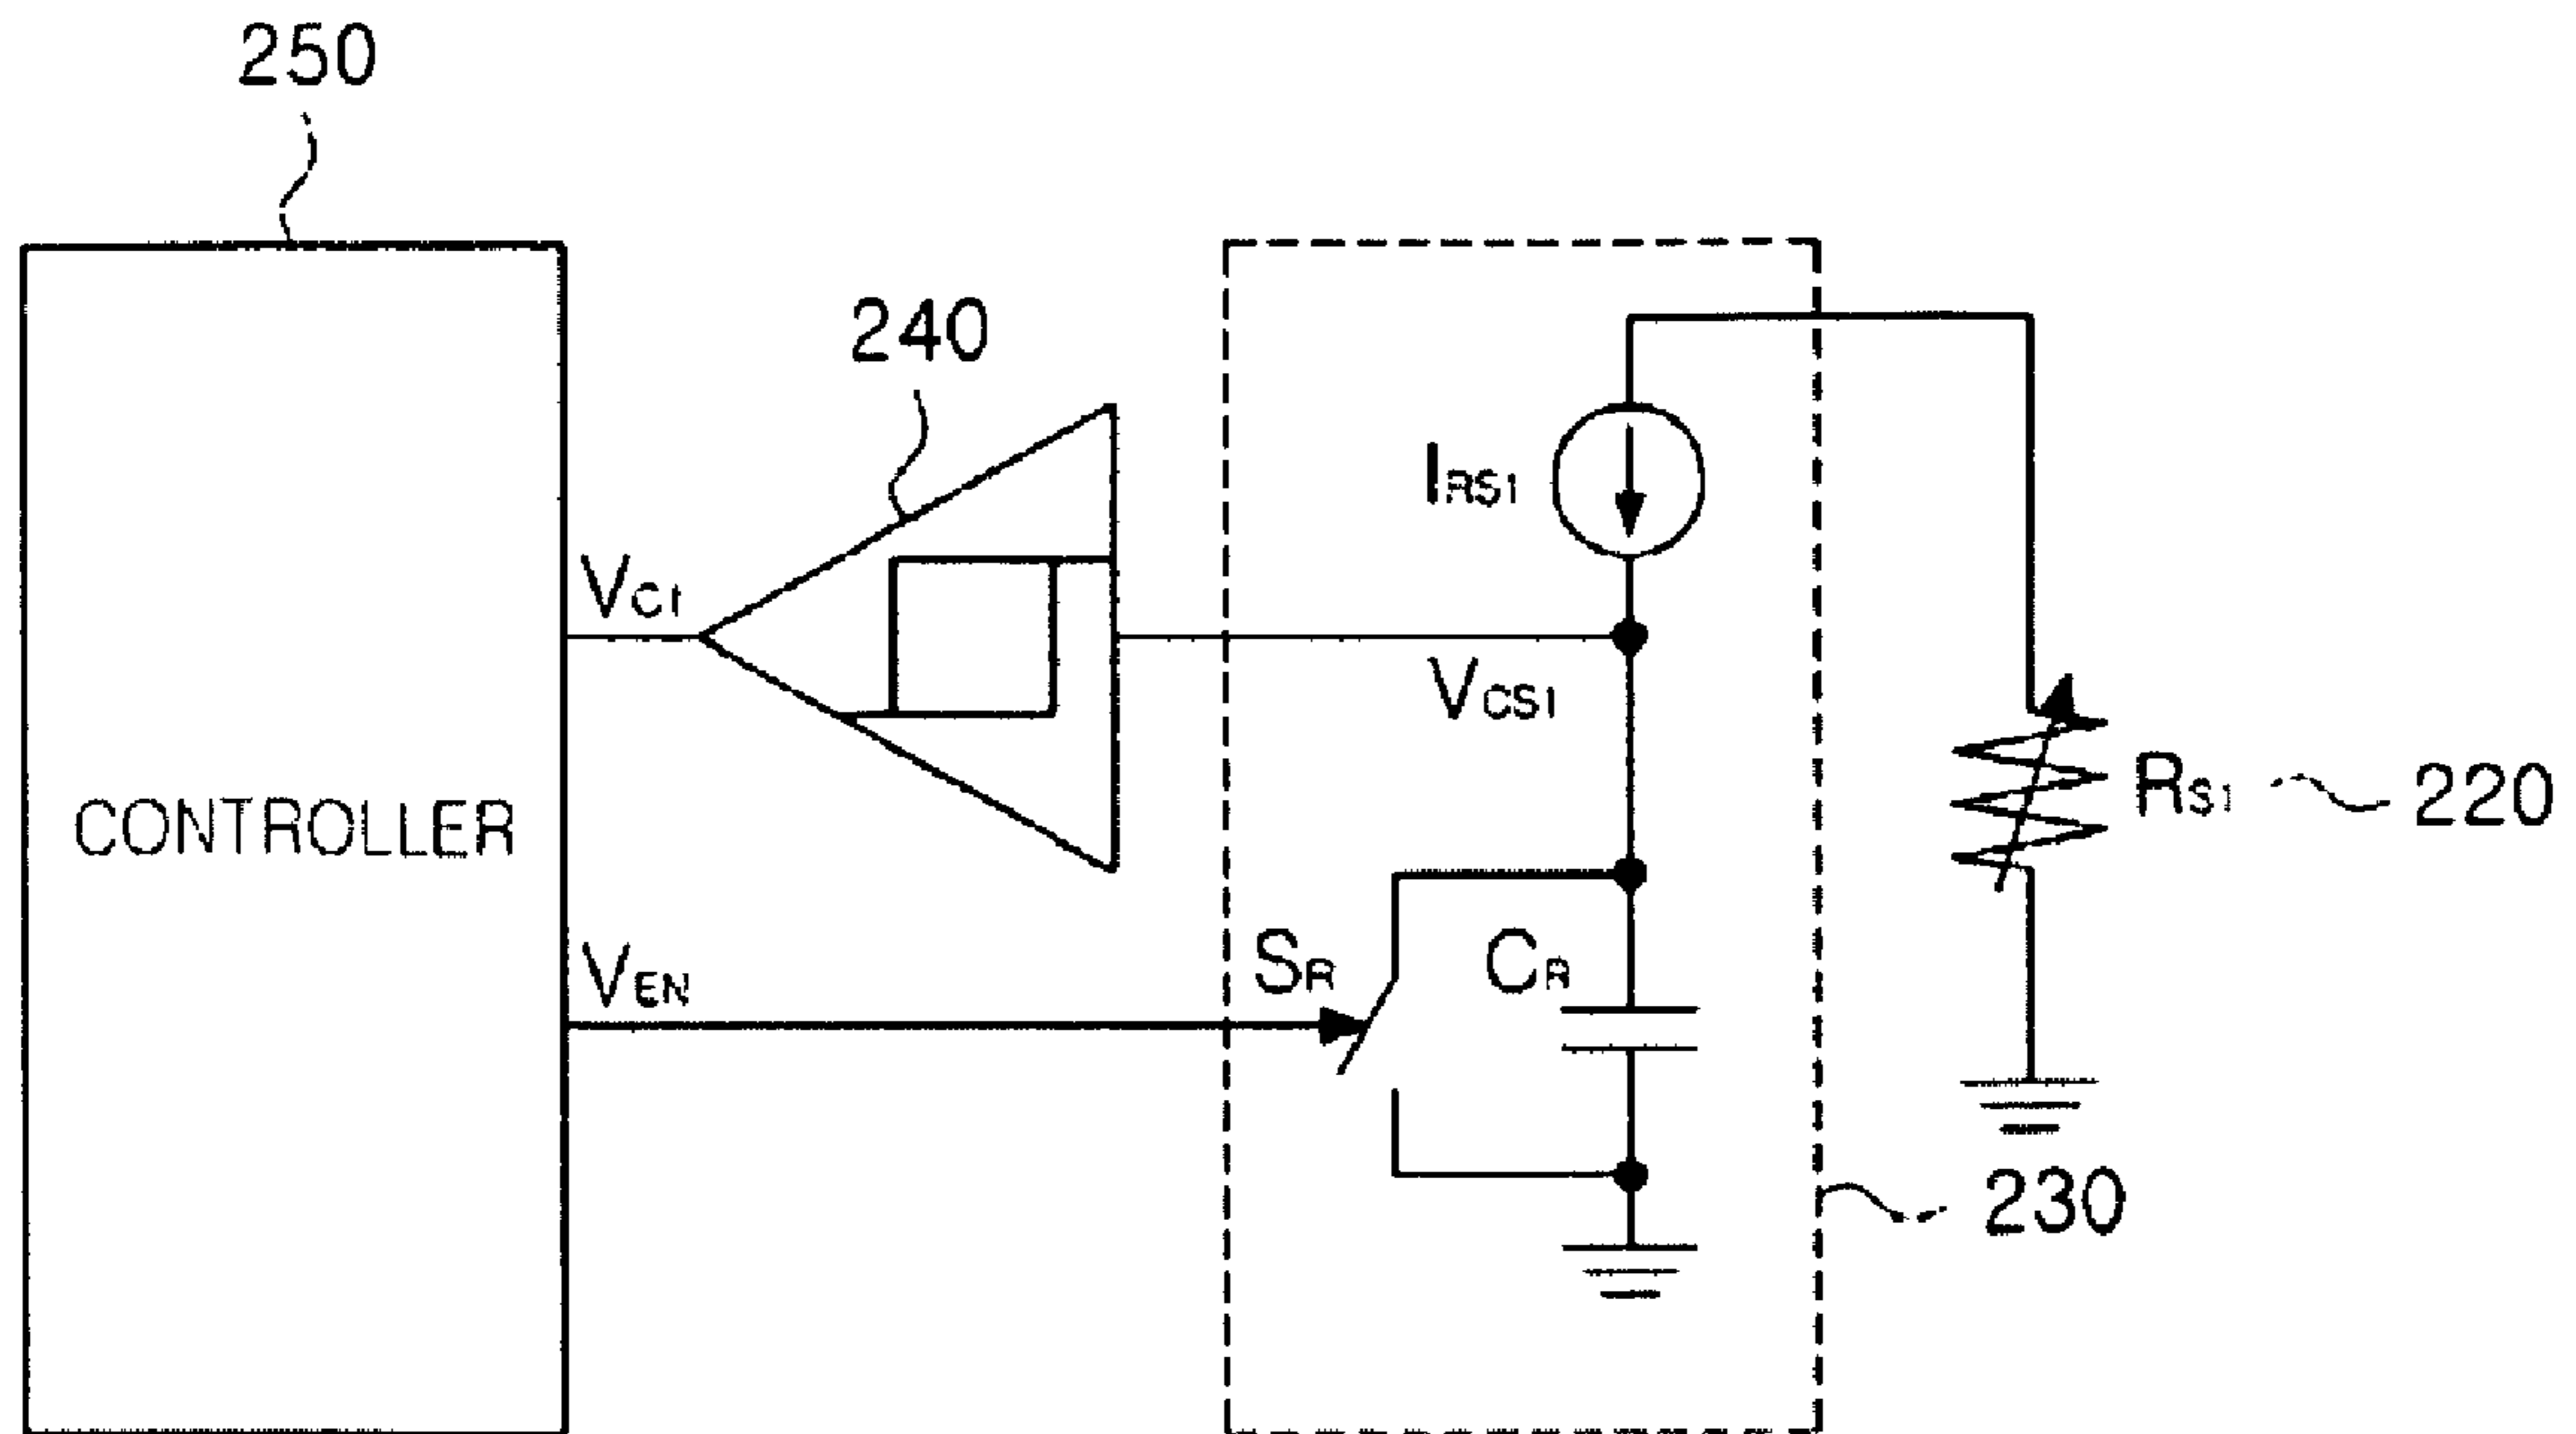 250
240
IRS1
VC1
VCS1
RS1
220
CONTROLLER
VEN
SR
CR
230